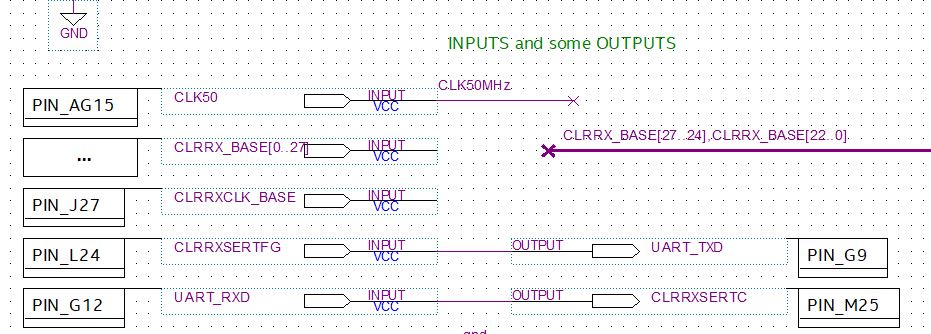 GND
INPUTS and some OUTPUTS
PIN_AG15 CLK50 INPUT VCC CLK50MHz
... CLRRX_BASE[0..27] INPUT VCC CLRRX_BASE[27..24],CLRRX_BASE[22..0]
PIN_J27 CLRRXCLK_BASE INPUT VCC
PIN_L24 CLRRXSERTFG INPUT VCC OUTPUT UART_TXD PIN_G9
PIN_G12 UART_RXD INPUT VCC OUTPUT CLRRXSERTC PIN_M25